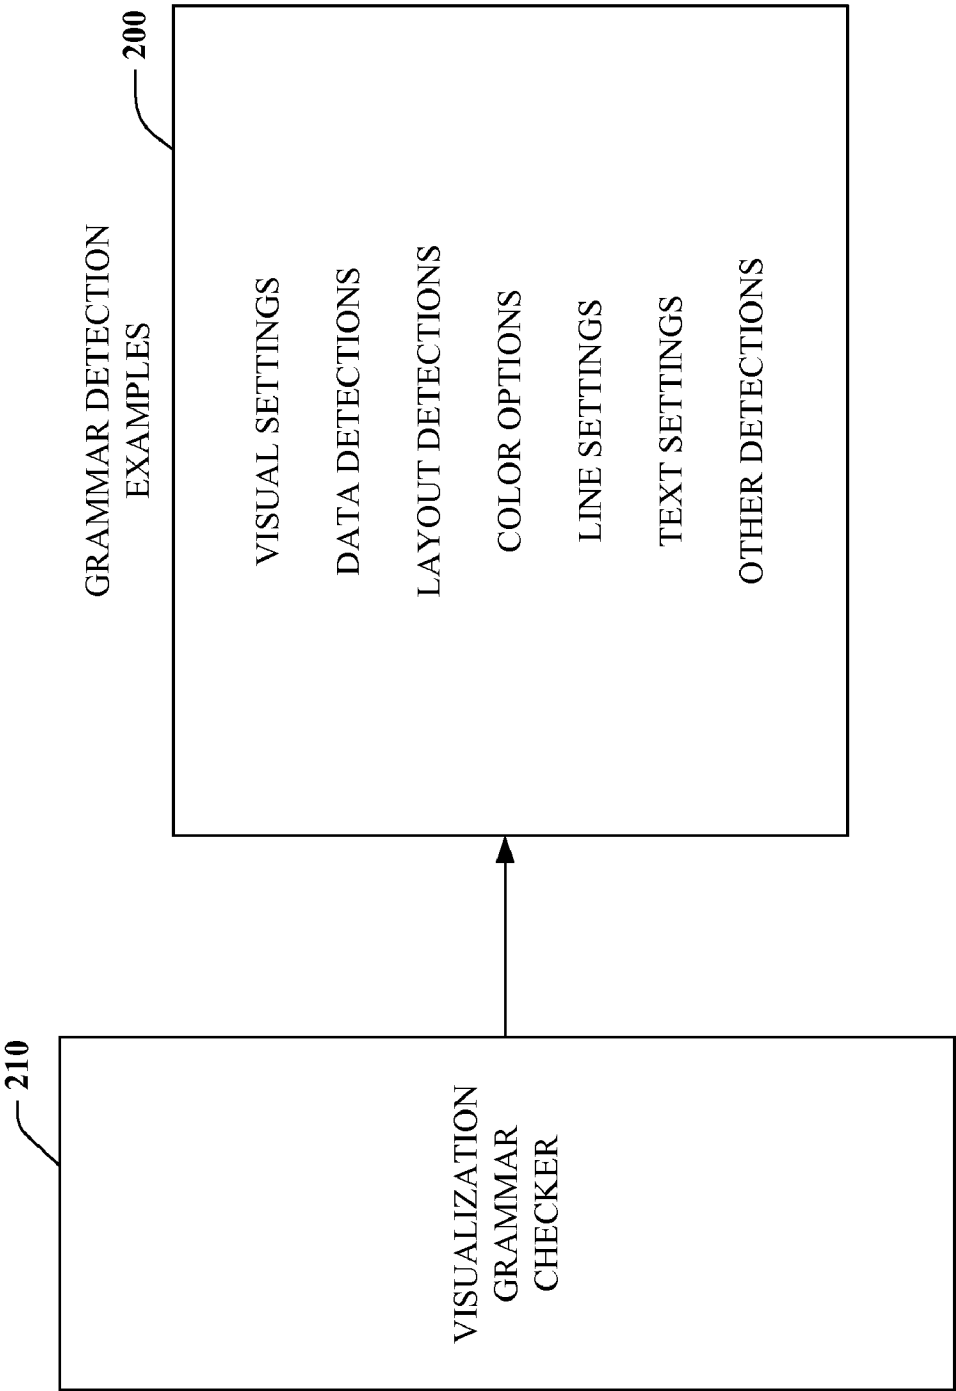 GRAMMAR DETECTION
EXAMPLES
200
VISUAL SETTINGS
DATA DETECTIONS
LAYOUT DETECTIONS
COLOR OPTIONS
LINE SETTINGS
TEXT SETTINGS
OTHER DETECTIONS
210
VISUALIZATION
GRAMMAR
CHECKER